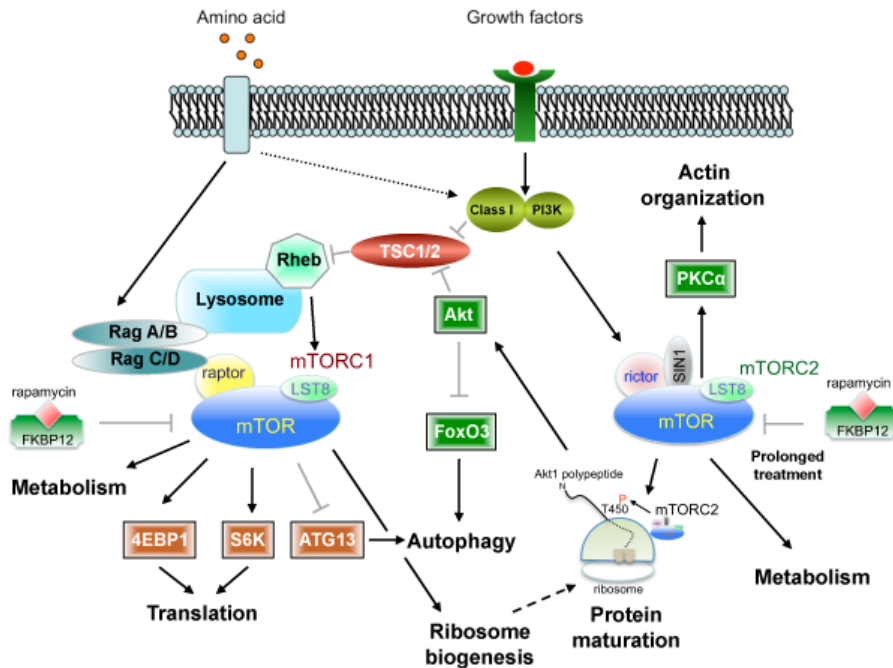 Amino acid
Growth factors
Actin
organization
Class I
PI3K
TSC1/2
Rheb
PKCα
Lysosome
Akt
Rag A/B
Rag C/D
mTORC1
raptor
LST8
mTOR
rapamycin
FKBP12
FoxO3
rictor
SIN1
LST8
mTORC2
mTOR
rapamycin
FKBP12
Prolonged
treatment
Metabolism
4EBP1
S6K
ATG13
Autophagy
Translation
Ribosome
biogenesis
Akt1 polypeptide
N
P
T450
mTORC2
ribosome
Protein
maturation
Metabolism